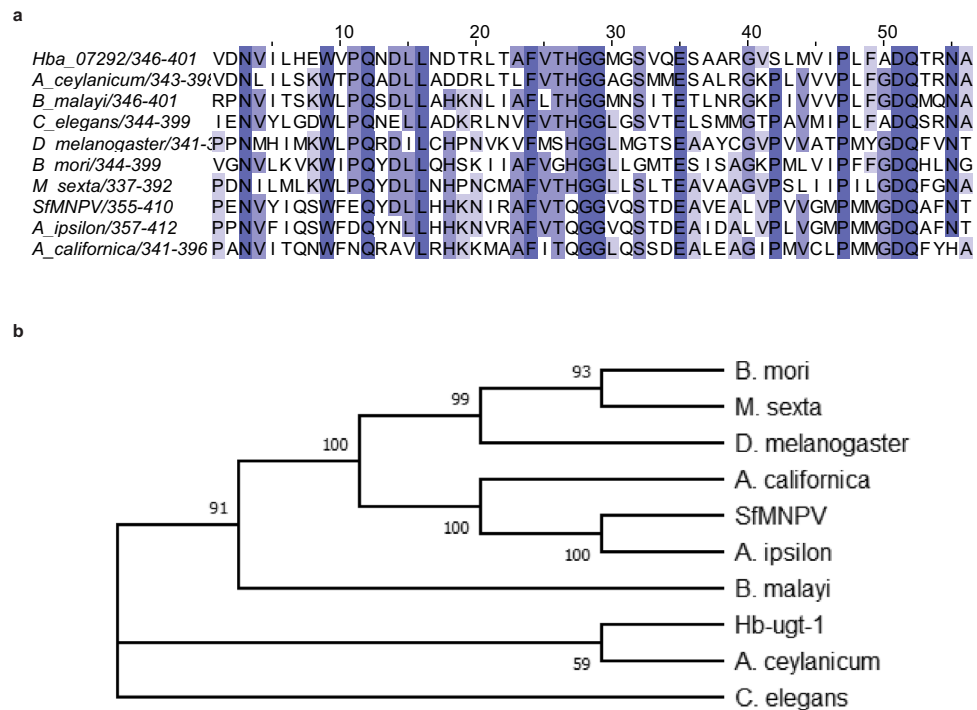 a
10 20 30 40 50
Hba_07292/346-401 VDNVILHEWVPQNDLLNDTRLTAFVTHGGMGSVQESAARGVSLMVIPLFADQTRNA
A_ceylanicum/343-39 VDNLILSKWTPQADLLADDRLTLFVTHGGAGSMMESALRGKPLVVVPLFGDQTRNA
B_malayi/346-401 RPNVITSKWLPQSDLLAHKNLIAFLTHGGMNSITETLNRGKPIVVVPLFGDQMQNA
C_elegans/344-399 IENVYLGDWLPQNELLADKRLNVFVTHGGLGSVTELSMMGTPAVMIPLFADQSRNA
D_melanogaster/341- PPNMHIMKWLPQRDILCHPNVKVFMSHGGLMGTSEAAYCGVPVVATPMYGDQFVNT
B_mori/344-399 VGNVLKVKWIPQYDLLQHSKIIAFVGHGGLLGMTESISAGKPMLVIPFFGDQHLNG
M_sexta/337-392 PDNILMLKWLPQYDLLNHPNCMAFVTHGGLLSLTEAVAAGVPSLIIPILGDQFGNA
SfMNPV/355-410 PENVYIQSWFEQYDLLHHKNIRAFVTQGGVQSTDEAVEALVPVVGMPMMGDQAFNT
A_ipsilon/357-412 PPNVFIQSWFDQYNLLHHKNVRAFVTQGGVQSTDEAIDALVPLVGMPMMGDQAFNT
A_californica/341-396 PANVITQNWFNQRAVLRHKKMAAFITQGGLQSSDEALEAGIPMVCLPMMGDQFYHA
b
93 B. mori
99 M. sexta
100 D. melanogaster
A. californica
91 SfMNPV
100
100 A. ipsilon
B. malayi
Hb-ugt-1
59 A. ceylanicum
C. elegans